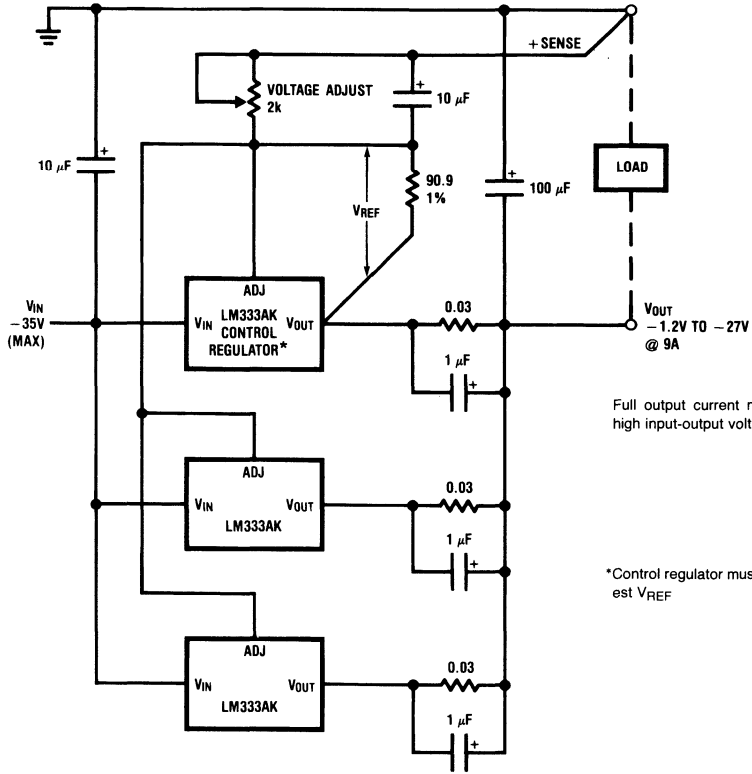 + SENSE
VOLTAGE ADJUST
2k
10 µF
10 µF
LOAD
90.9
1%
100 µF
VREF
ADJ
VIN
−35V
(MAX)
VIN
LM333AK
CONTROL
REGULATOR*
VOUT
0.03
VOUT
−1.2V TO −27V
@ 9A
1 µF
Full output current n
high input-output volt
ADJ
VIN
VOUT
LM333AK
0.03
1 µF
*Control regulator mus
est VREF
ADJ
VIN
VOUT
LM333AK
0.03
1 µF